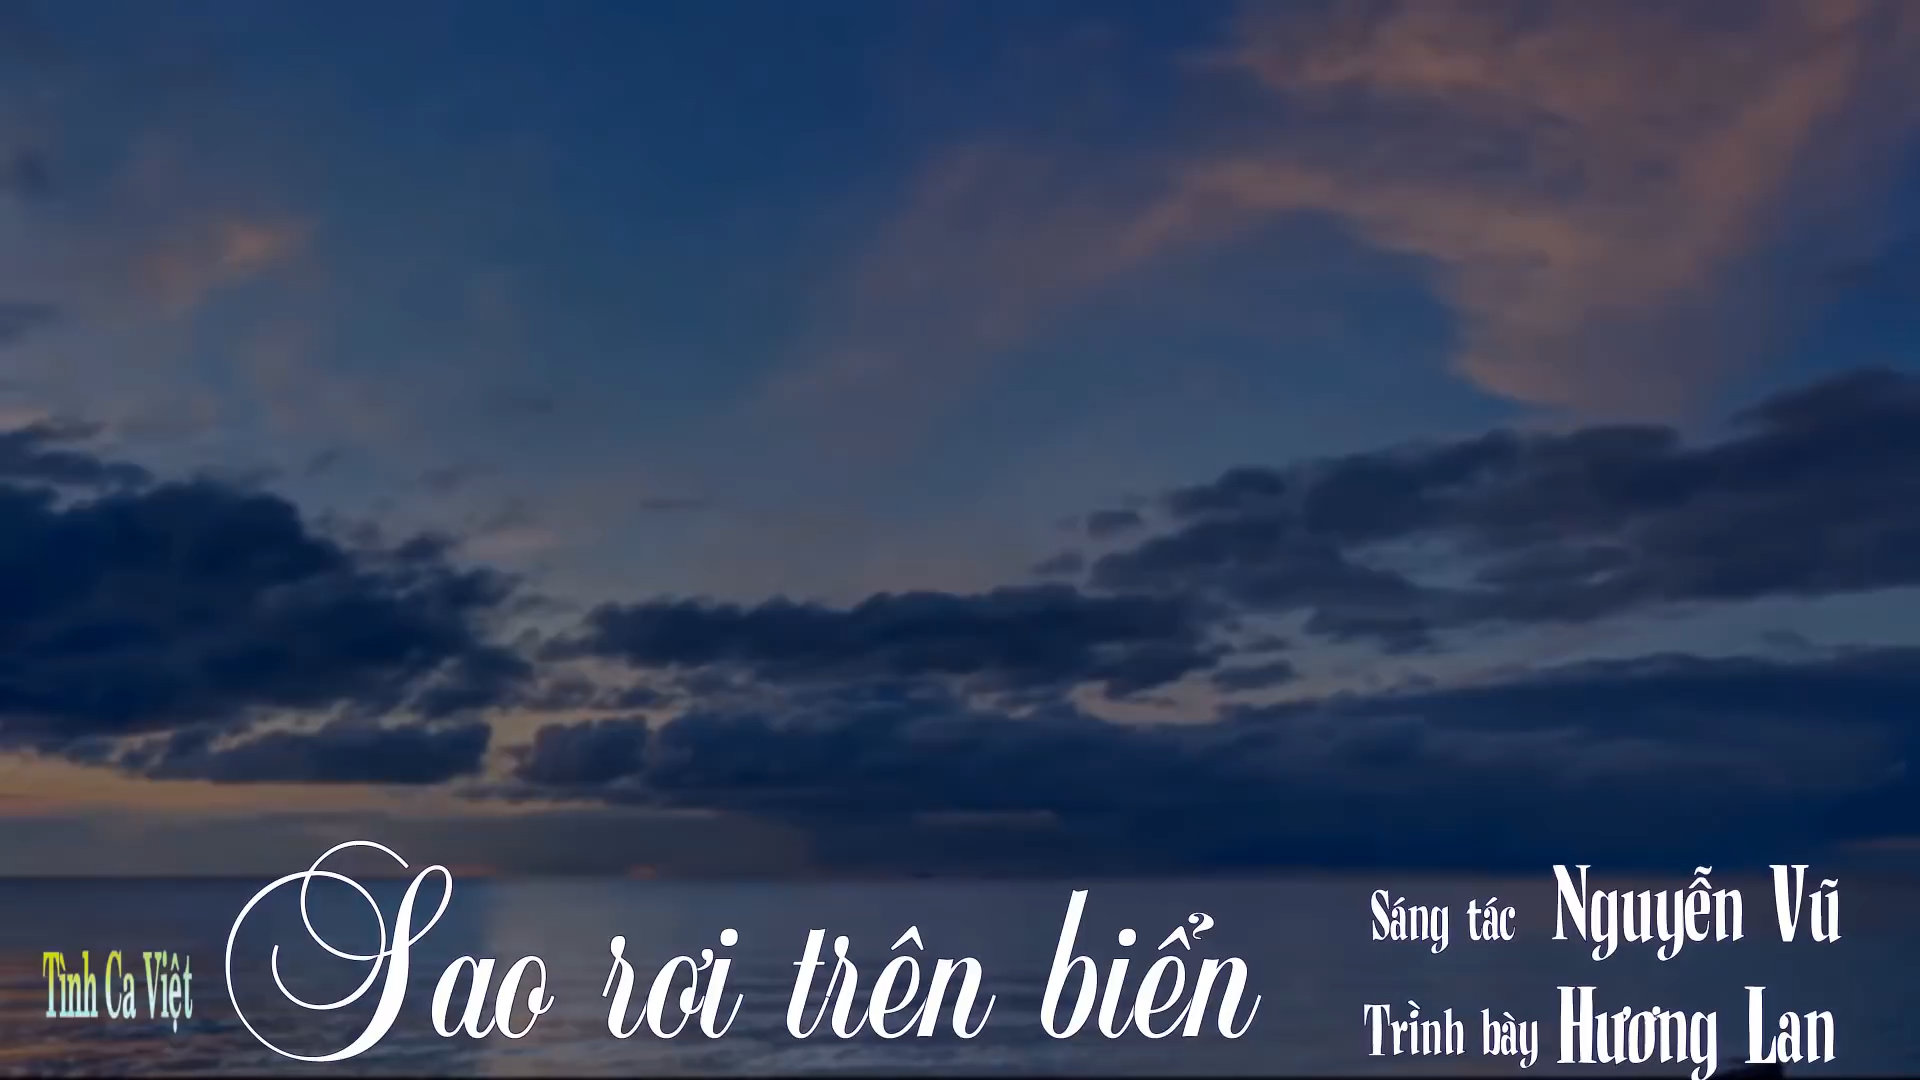 Tình Ca Việt
Sao rơi trên biển
Sáng tác Nguyễn Vũ
Trình bày Hương Lan